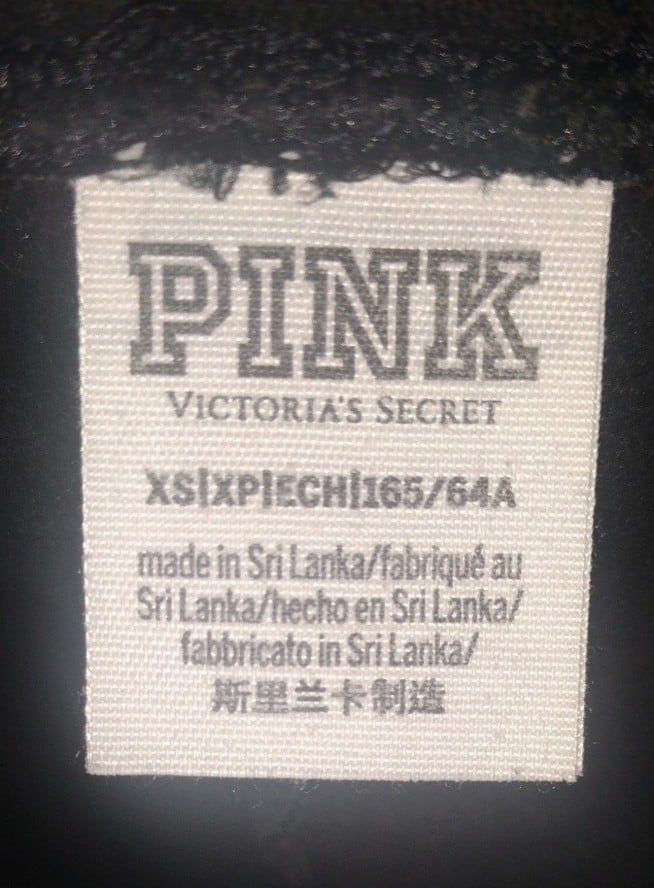 PINK
VICTORIA'S SECRET
XS|XP|ECH|165/64A
made in Sri Lanka/fabriqué au
Sri Lanka/hecho en Sri Lanka/
fabbricato in Sri Lanka/
斯里兰卡制造